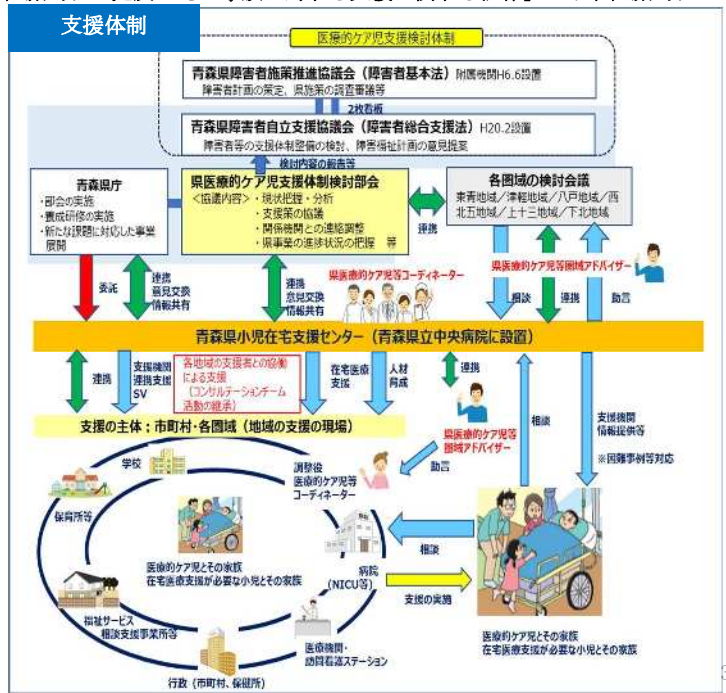 支援体制
医療的ケア児支援検討体制
青森県障害者施策推進協議会（障害者基本法）附属機関H6.6設置
障害者計画の策定、県施策の調査審議等
2枚看板
青森県障害者自立支援協議会（障害者総合支援法）H20.2設置
障害者等の支援体制整備の検討、障害福祉計画の意見提案
検討内容の報告等
青森県庁
・部会の実施
・養成研修の実施
・新たな課題に対応した事業
展開
県医療的ケア児支援体制検討部会
＜協議内容＞・現状把握・分析
・支援策の協議
・関係機関との連絡調整
・県事業の進捗状況の把握 等
連携
各圏域の検討会議
東青地域／津軽地域／八戸地域／西
北五地域／上十三地域／下北地域
委託
連携
意見交換
情報共有
連携
意見交換
情報共有
県医療的ケア児等コーディネーター
県医療的ケア児等圏域アドバイザー
相談
連携
助言
青森県小児在宅支援センター（青森県立中央病院に設置）
連携
支援機関
連携支援
SV
各地域の支援者との協働
による支援
（コンサルテーションチーム
活動の継承）
在宅医療
支援
人材
育成
連携
県医療的ケア児等
圏域アドバイザー
助言
相談
支援機関
情報提供等
※困難事例等対応
支援の主体：市町村・各圏域（地域の支援の現場）
学校
保育所等
調整役
医療的ケア児等
コーディネーター
医療的ケア児とその家族
在宅医療支援が必要な小児とその家族
病院
（NICU等）
相談
支援の実施
福祉サービス
相談支援事業所等
医療機関・
訪問看護ステーション
行政（市町村、保健所）
医療的ケア児とその家族
在宅医療支援が必要な小児とその家族